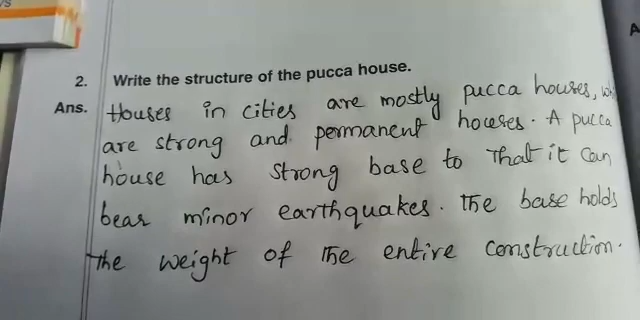 2. Write the structure of the pucca house.
Ans. Houses in cities are mostly pucca houses,
are strong and permanent houses. A pucca
house has strong base to that it can
bear minor earthquakes. The base holds
the weight of the entire construction.